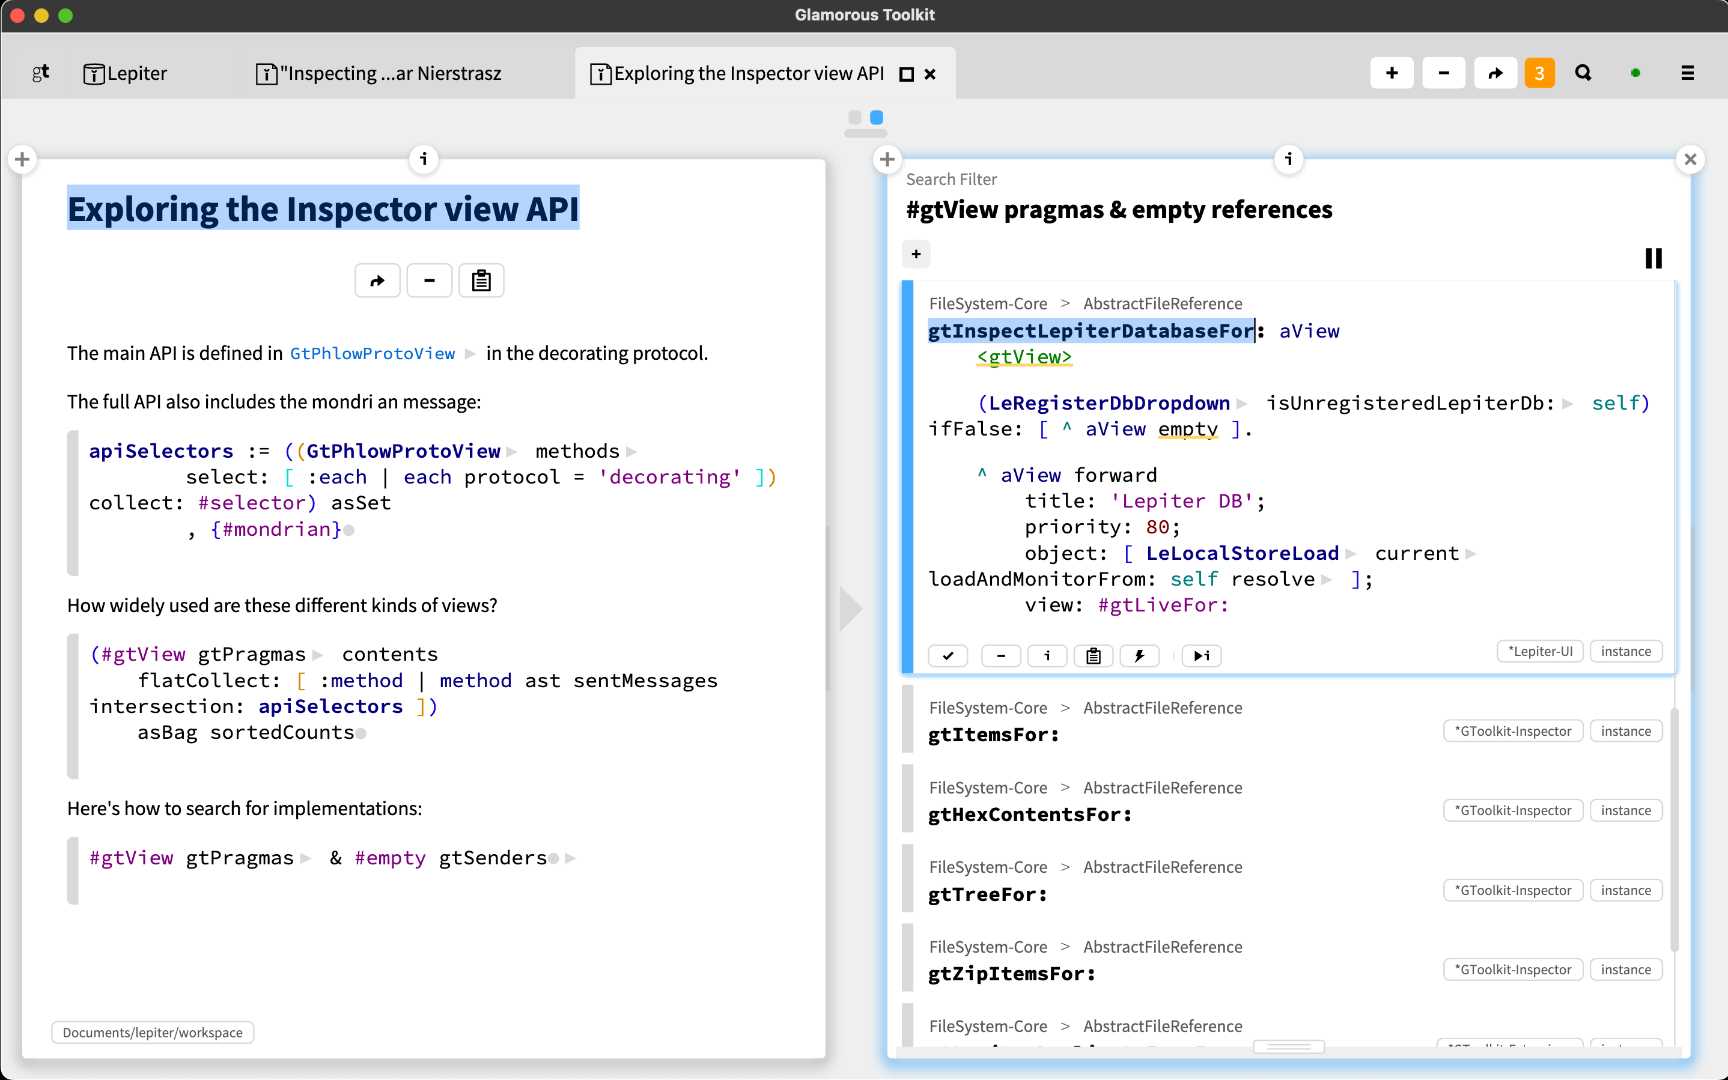 Glamorous Toolkit
gt
Lepiter
"Inspecting ...ar Nierstrasz
Exploring the Inspector view API
3
Exploring the Inspector view API
The main API is defined in GtPhlowProtoView in the decorating protocol.
The full API also includes the mondri an message:
apiSelectors := ((GtPhlowProtoView methods
select: [ :each | each protocol = 'decorating' ])
collect: #selector) asSet
, {#mondrian}
How widely used are these different kinds of views?
(#gtView gtPragmas contents
flatCollect: [ :method | method ast sentMessages
intersection: apiSelectors ])
asBag sortedCounts
Here's how to search for implementations:
#gtView gtPragmas & #empty gtSenders
Documents/lepiter/workspace
Search Filter
#gtView pragmas & empty references
+
FileSystem-Core > AbstractFileReference
gtInspectLepiterDatabaseFor: aView
<gtView>
(LeRegisterDbDropdown isUnregisteredLepiterDb: self)
ifFalse: [ ^ aView empty ].
^ aView forward
title: 'Lepiter DB';
priority: 80;
object: [ LeLocalStoreLoad current
loadAndMonitorFrom: self resolve ];
view: #gtLiveFor:
*Lepiter-UI instance
FileSystem-Core > AbstractFileReference
gtItemsFor:
*GToolkit-Inspector instance
FileSystem-Core > AbstractFileReference
gtHexContentsFor:
*GToolkit-Inspector instance
FileSystem-Core > AbstractFileReference
gtTreeFor:
*GToolkit-Inspector instance
FileSystem-Core > AbstractFileReference
gtZipItemsFor:
*GToolkit-Inspector instance
FileSystem-Core > AbstractFileReference